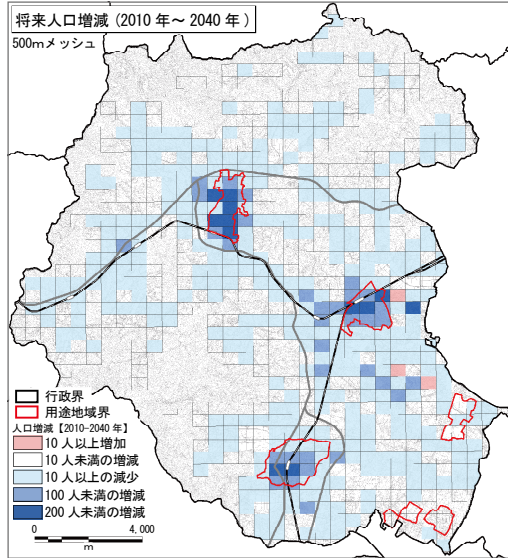 将来人口増減（2010 年～ 2040 年）
500mメッシュ
行政界
用途地域界
人口増減【2010-2040 年】
10 人以上増加
10 人未満の増減
10 人以上の減少
100 人未満の増減
200 人未満の増減
0 4,000
m